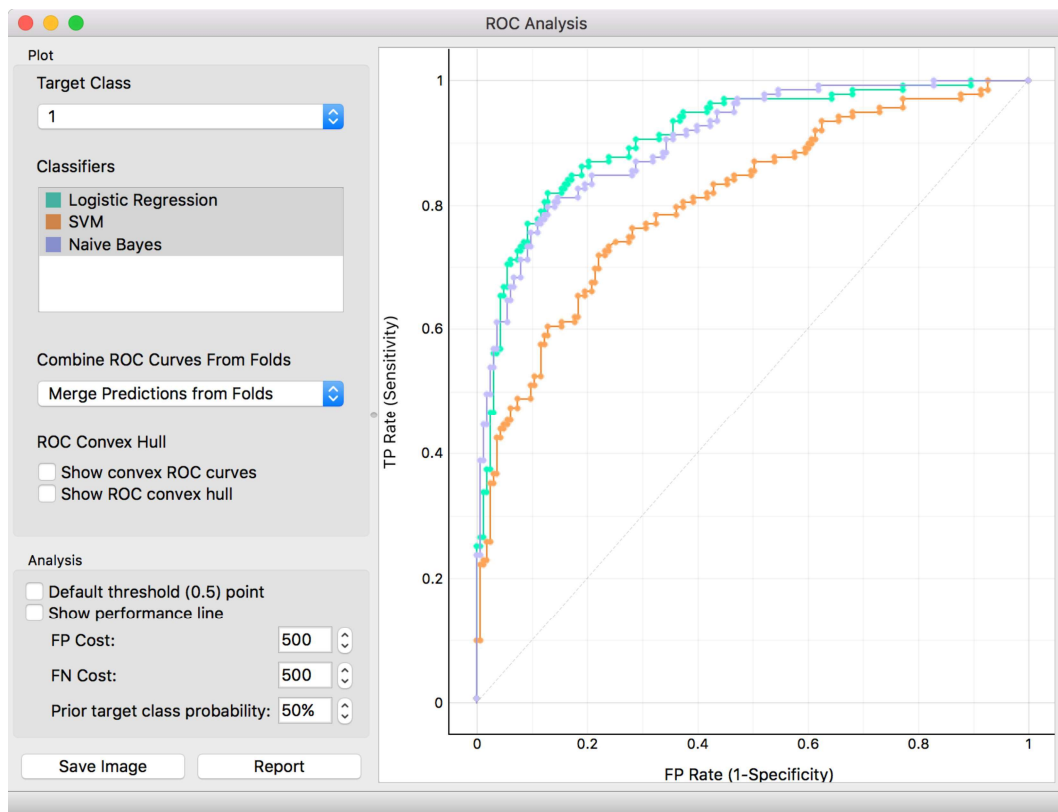 ROC Analysis
Plot
Target Class
1
Classifiers
Logistic Regression
SVM
Naive Bayes
Combine ROC Curves From Folds
Merge Predictions from Folds
ROC Convex Hull
Show convex ROC curves
Show ROC convex hull
Analysis
Default threshold (0.5) point
Show performance line
FP Cost: 500
FN Cost: 500
Prior target class probability: 50%
Save Image Report
TP Rate (Sensitivity)
1
0.8
0.6
0.4
0.2
0
0 0.2 0.4 0.6 0.8 1
FP Rate (1-Specificity)